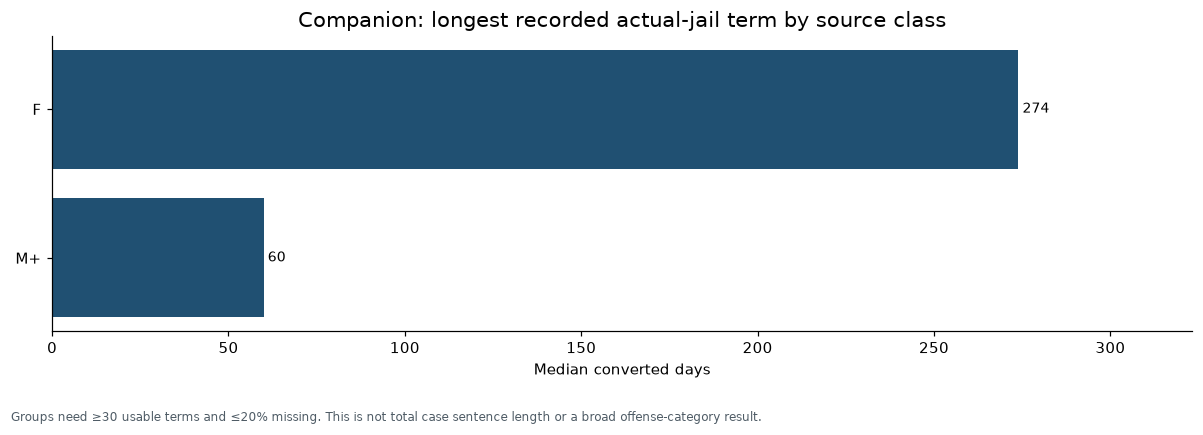 Companion: longest recorded actual-jail term by source class
F
274
M+
60
0 50 100 150 200 250 300
Median converted days
Groups need ≥30 usable terms and ≤20% missing. This is not total case sentence length or a broad offense-category result.